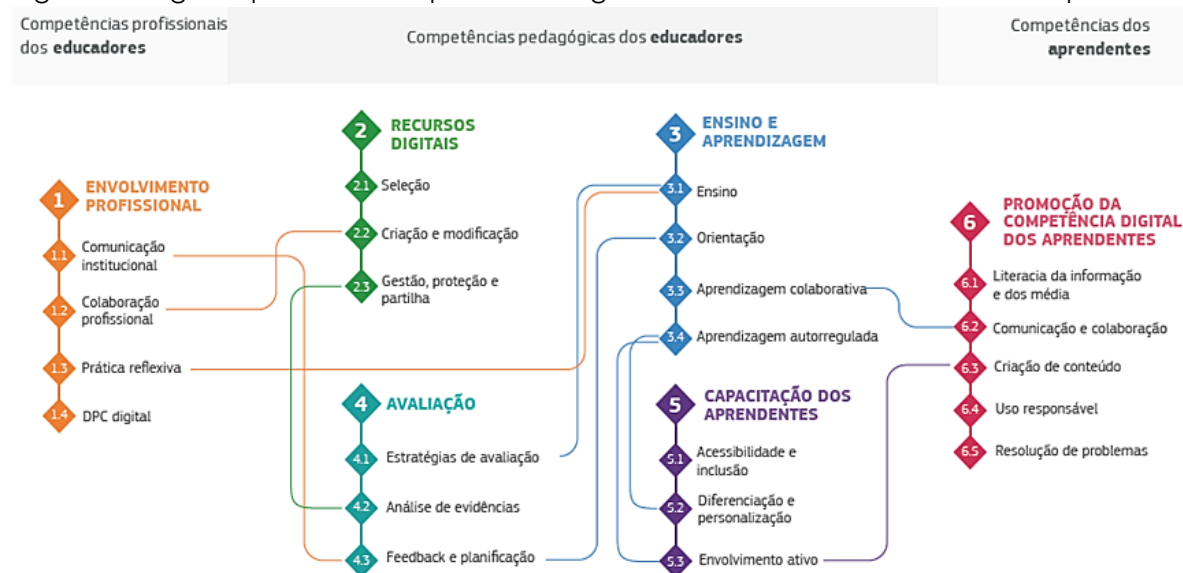 Competências profissionais
dos educadores
Competências pedagógicas dos educadores
Competências dos
aprendentes
1
ENVOLVIMENTO
PROFISSIONAL
1.1
Comunicação
institucional
1.2
Colaboração
profissional
1.3
Prática reflexiva
1.4
DPC digital
2
RECURSOS
DIGITAIS
2.1
Seleção
2.2
Criação e modificação
2.3
Gestão, proteção e
partilha
3
ENSINO E
APRENDIZAGEM
3.1
Ensino
3.2
Orientação
3.3
Aprendizagem colaborativa
3.4
Aprendizagem autorregulada
4
AVALIAÇÃO
4.1
Estratégias de avaliação
4.2
Análise de evidências
4.3
Feedback e planificação
5
CAPACITAÇÃO DOS
APRENDENTES
5.1
Acessibilidade e
inclusão
5.2
Diferenciação e
personalização
5.3
Envolvimento ativo
6
PROMOÇÃO DA
COMPETÊNCIA DIGITAL
DOS APRENDENTES
6.1
Literacia da informação
e dos média
6.2
Comunicação e colaboração
6.3
Criação de conteúdo
6.4
Uso responsável
6.5
Resolução de problemas